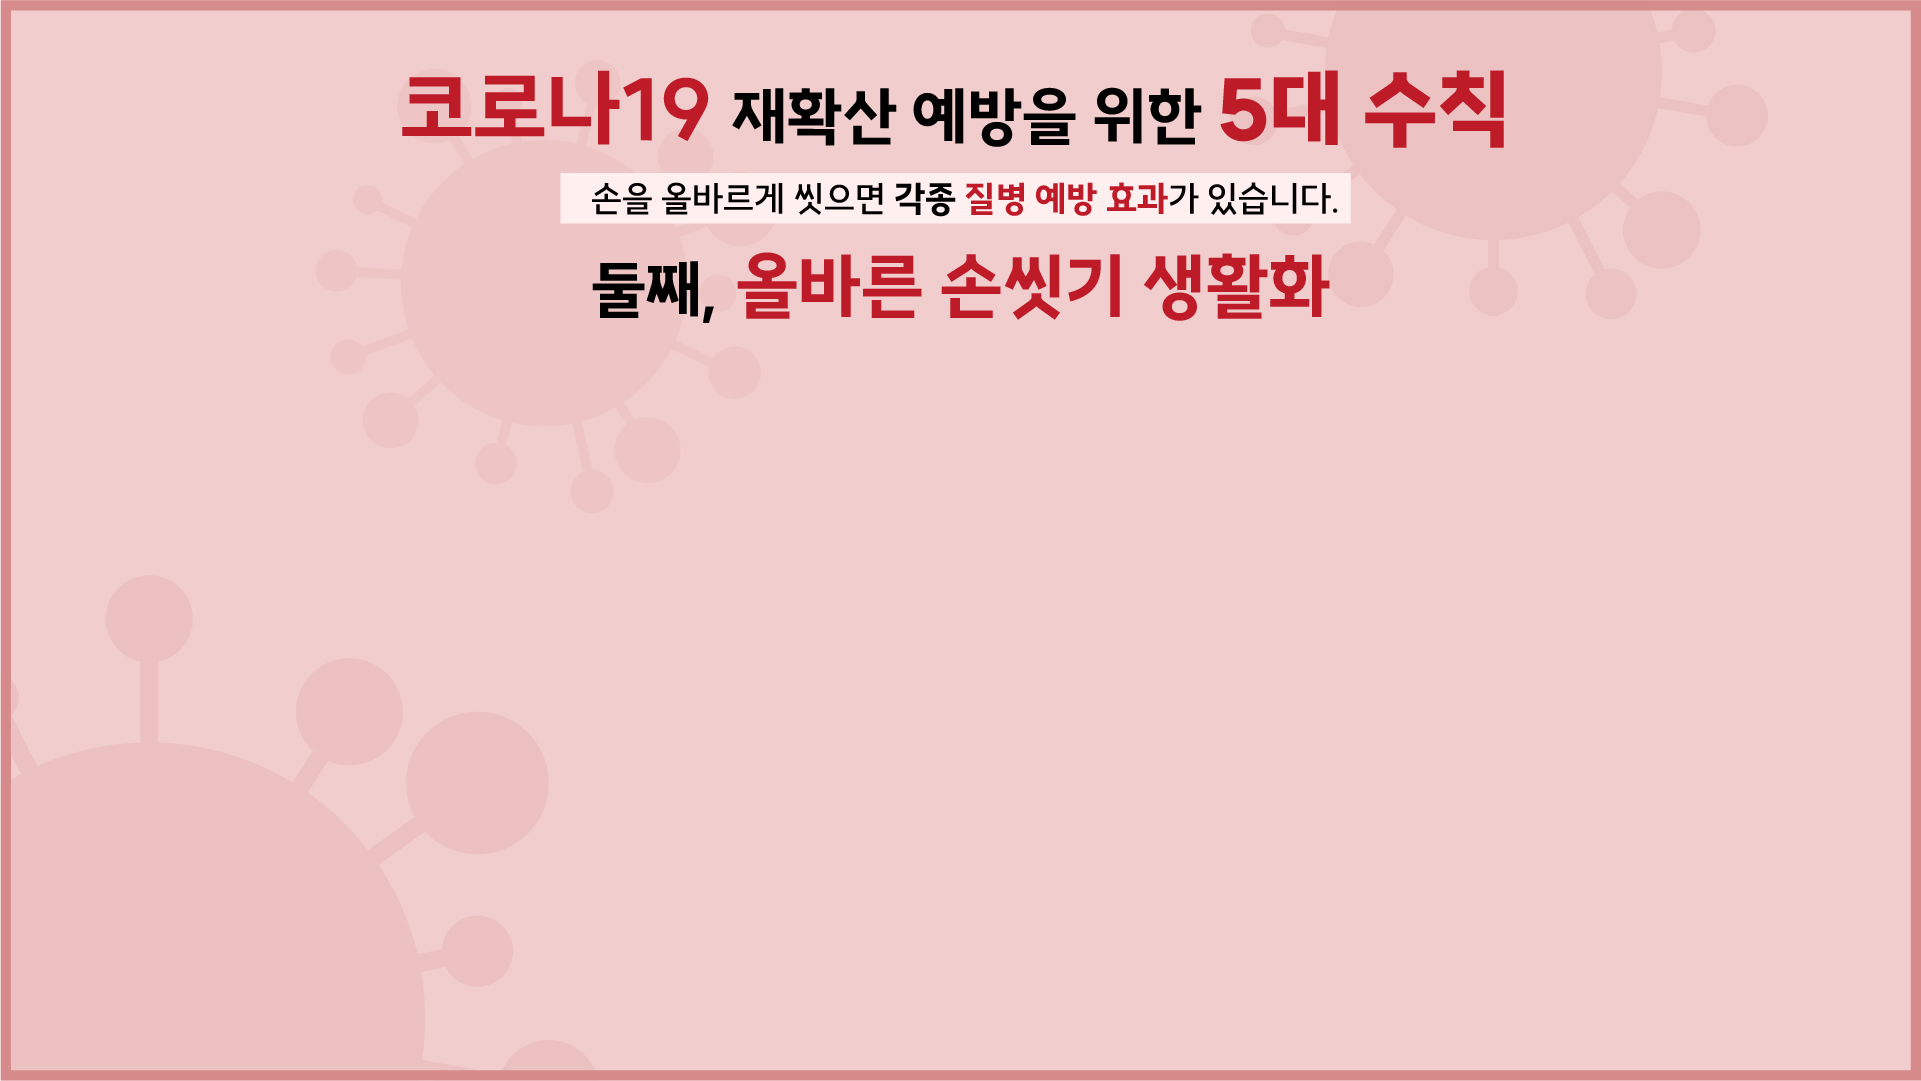 코로나19 재확산 예방을 위한 5대 수칙
손을 올바르게 씻으면 각종 질병 예방 효과가 있습니다.
둘째, 올바른 손씻기 생활화